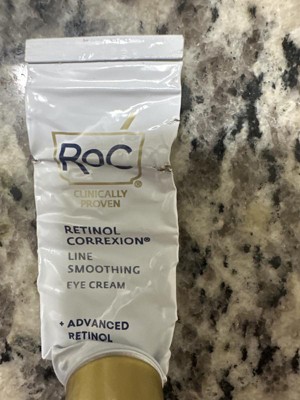 RoC
®
CLINICALLY
PROVEN
RETINOL
CORREXION®
LINE
SMOOTHING
EYE CREAM
+ ADVANCED
RETINOL